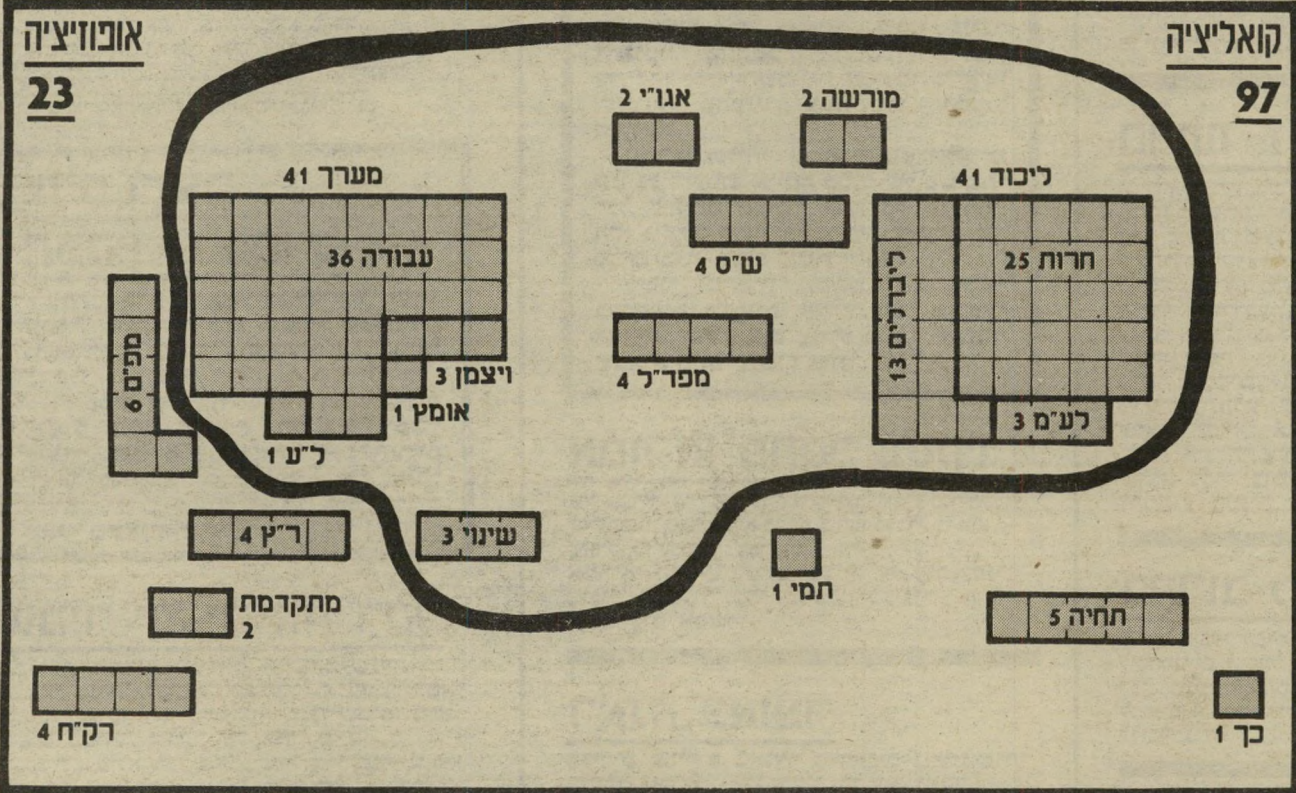 קואליציה
97
אופוזיציה
23
מורשה 2
אגו״י 2
ליכוד 41
מערך 41
חרות 25
ליברלים 13
לע״מ 3
ש״ס 4
מפד״ל 4
עבודה 36
ויצמן 3
אומץ 1
ל״ע 1
מפ״ם 6
שינוי 3
ר״ץ 4
תמי 1
תחיה 5
מתקדמת
2
כך 1
רק״ח 4